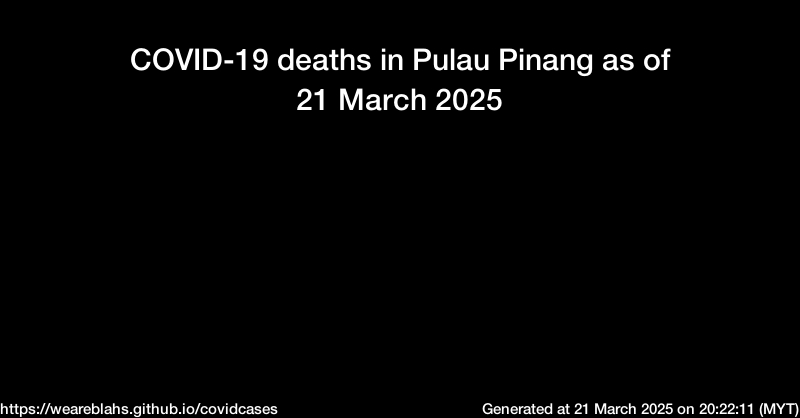 COVID-19 deaths in Pulau Pinang as of
21 March 2025
https://weareblahs.github.io/covidcases
Generated at 21 March 2025 on 20:22:11 (MYT)